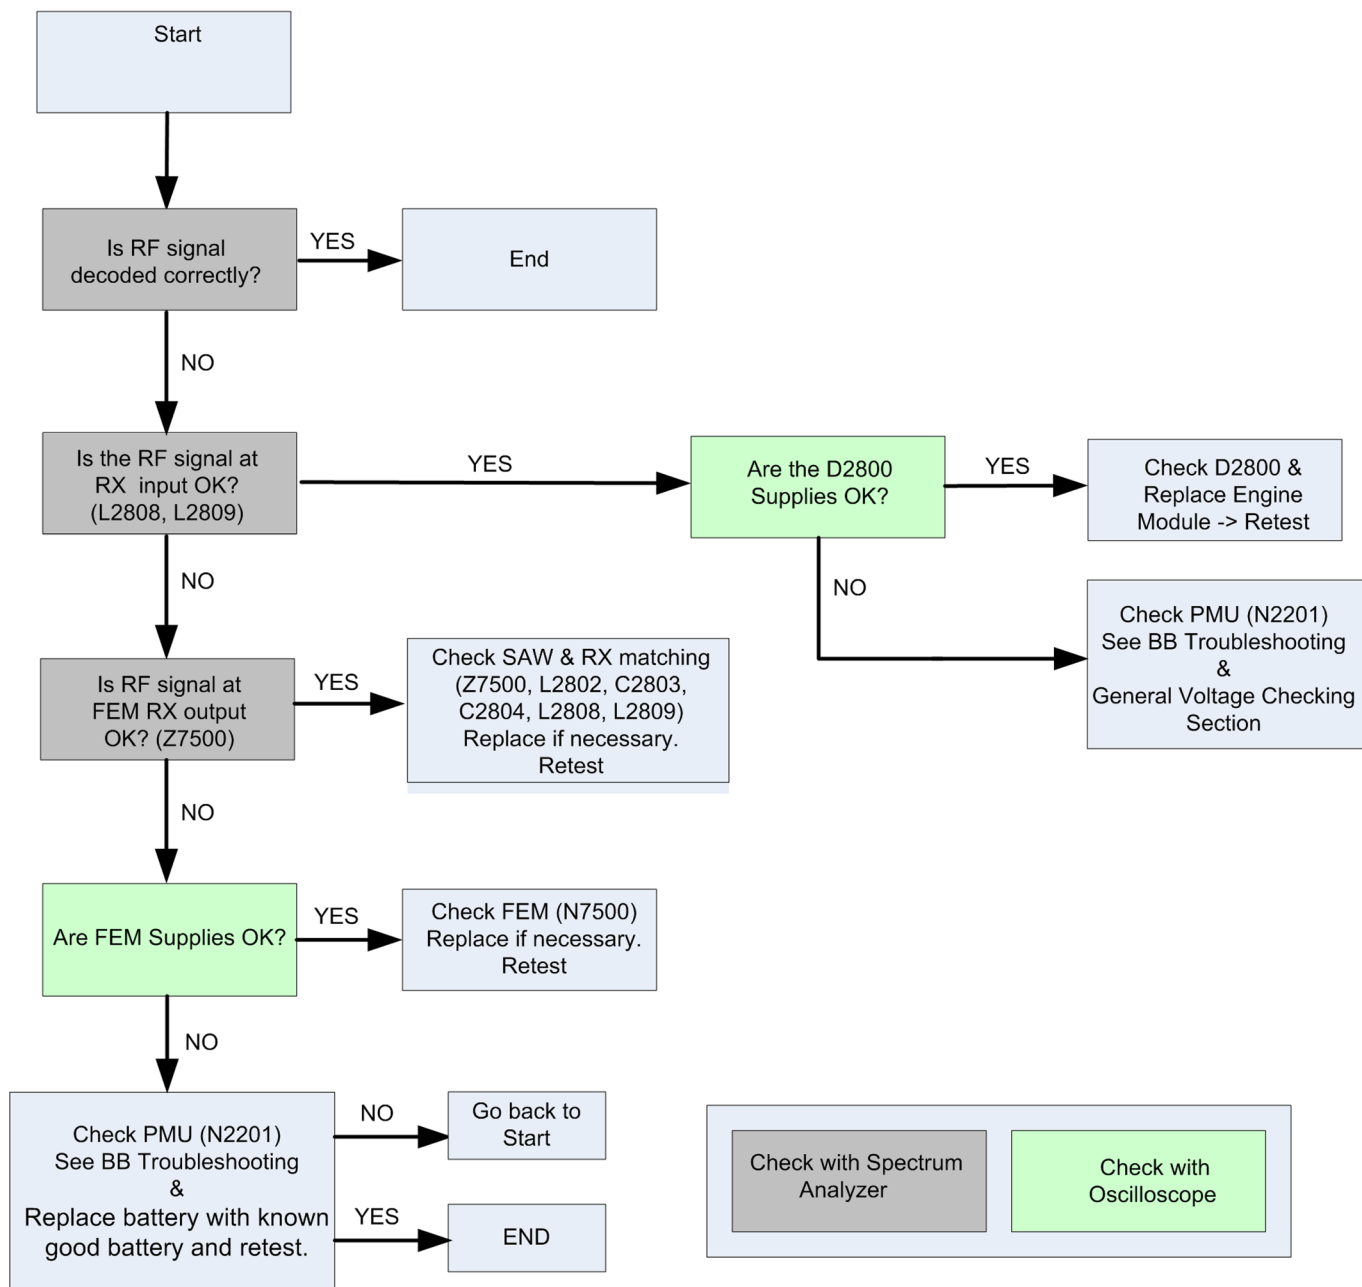 Start
Is RF signal
decoded correctly?
YES
End
NO
Is the RF signal at
RX input OK?
(L2808, L2809)
YES
Are the D2800
Supplies OK?
YES
Check D2800 &
Replace Engine
Module -> Retest
NO
NO
Check PMU (N2201)
See BB Troubleshooting
&
General Voltage Checking
Section
Is RF signal at
FEM RX output
OK? (Z7500)
YES
Check SAW & RX matching
(Z7500, L2802, C2803,
C2804, L2808, L2809)
Replace if necessary.
Retest
NO
Are FEM Supplies OK?
YES
Check FEM (N7500)
Replace if necessary.
Retest
NO
Check PMU (N2201)
See BB Troubleshooting
&
Replace battery with known
good battery and retest.
NO
Go back to
Start
YES
END
Check with Spectrum
Analyzer
Check with
Oscilloscope